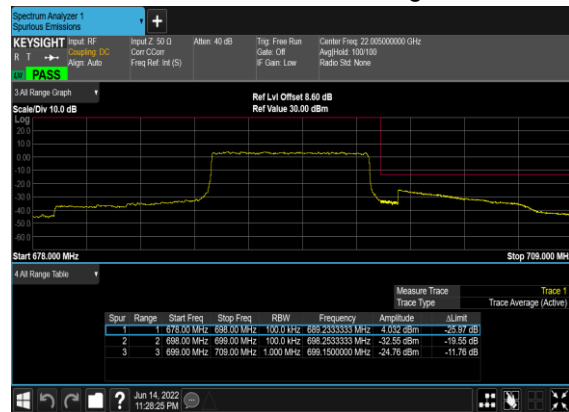 Spectrum Analyzer 1
Spurious Emissions
+
KEYSIGHT Input: RF Input Z: 50 Ω Atten: 40 dB Trig: Free Run Center Freq: 22.005000000 GHz
R T Coupling: DC Corr CCorr Gate: Off Avg|Hold: 100/100
Align: Auto Freq Ref: Int (S) IF Gain: Low Radio Std: None
LV PASS
3 All Range Graph
Ref Lvl Offset 8.60 dB
Scale/Div 10.0 dB Ref Value 30.00 dBm
Log
20.0
10.0
0.00
-10.0
-20.0
-30.0
-40.0
-50.0
-60.0
Start 678.000 MHz Stop 709.000 MH
4 All Range Table
Measure Trace Trace 1
Trace Type Trace Average (Active)
Spur Range Start Freq Stop Freq RBW Frequency Amplitude ΔLimit
1 1 678.00 MHz 698.00 MHz 100.0 kHz 689.2333333 MHz 4.032 dBm -25.97 dB
2 2 698.00 MHz 699.00 MHz 100.0 kHz 698.2533333 MHz -32.55 dBm -19.55 dB
3 3 699.00 MHz 709.00 MHz 1.000 MHz 699.1500000 MHz -24.76 dBm -11.76 dB
? Jun 14, 2022
11:28:25 PM